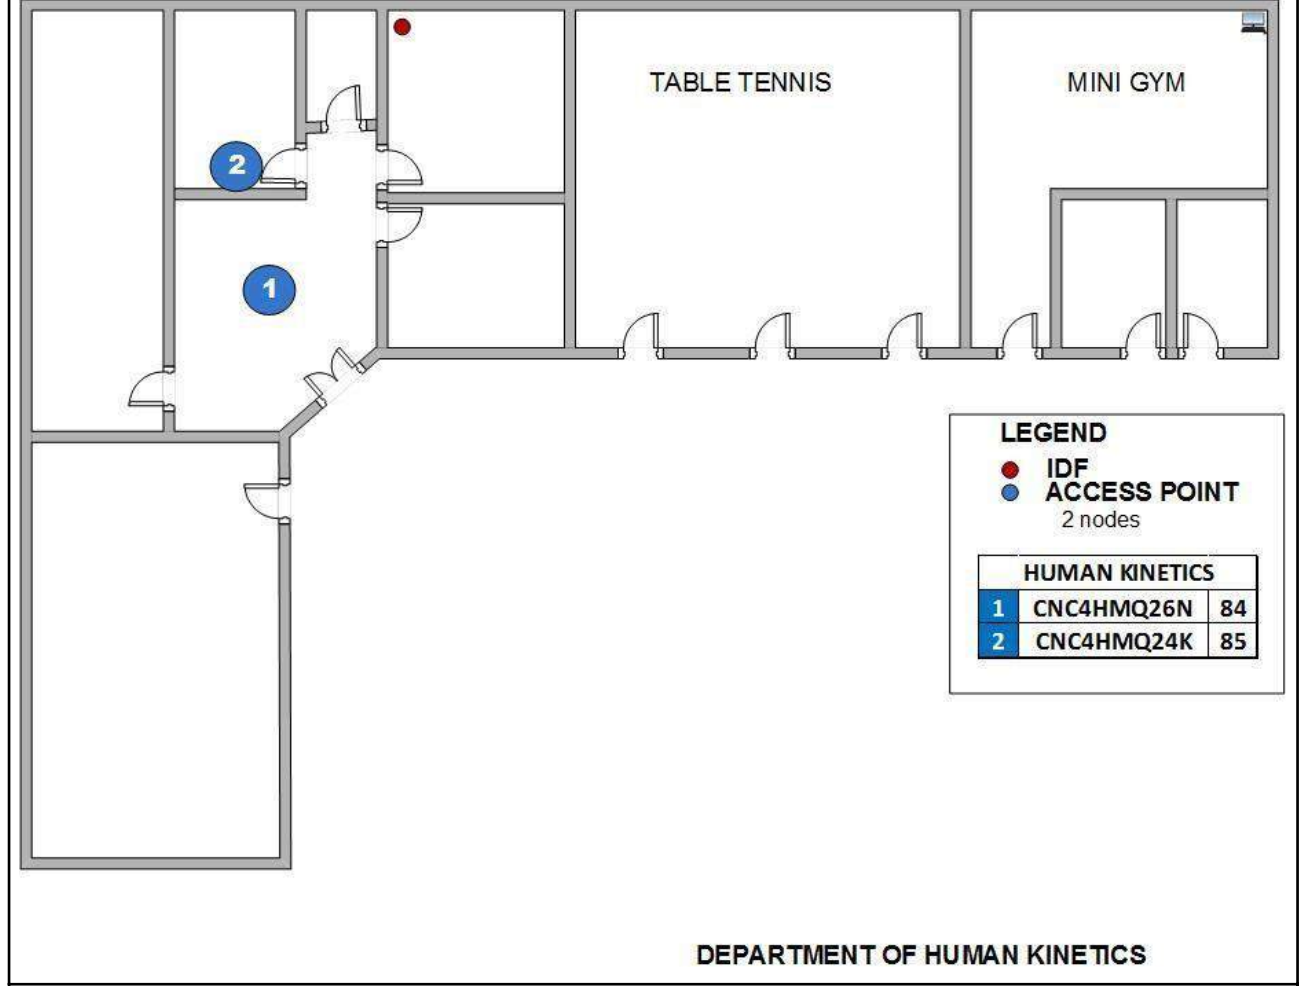 TABLE TENNIS
MINI GYM
2
1
LEGEND
IDF
ACCESS POINT
2 nodes
HUMAN KINETICS
1 CNC4HMQ26N 84
2 CNC4HMQ24K 85
DEPARTMENT OF HUMAN KINETICS